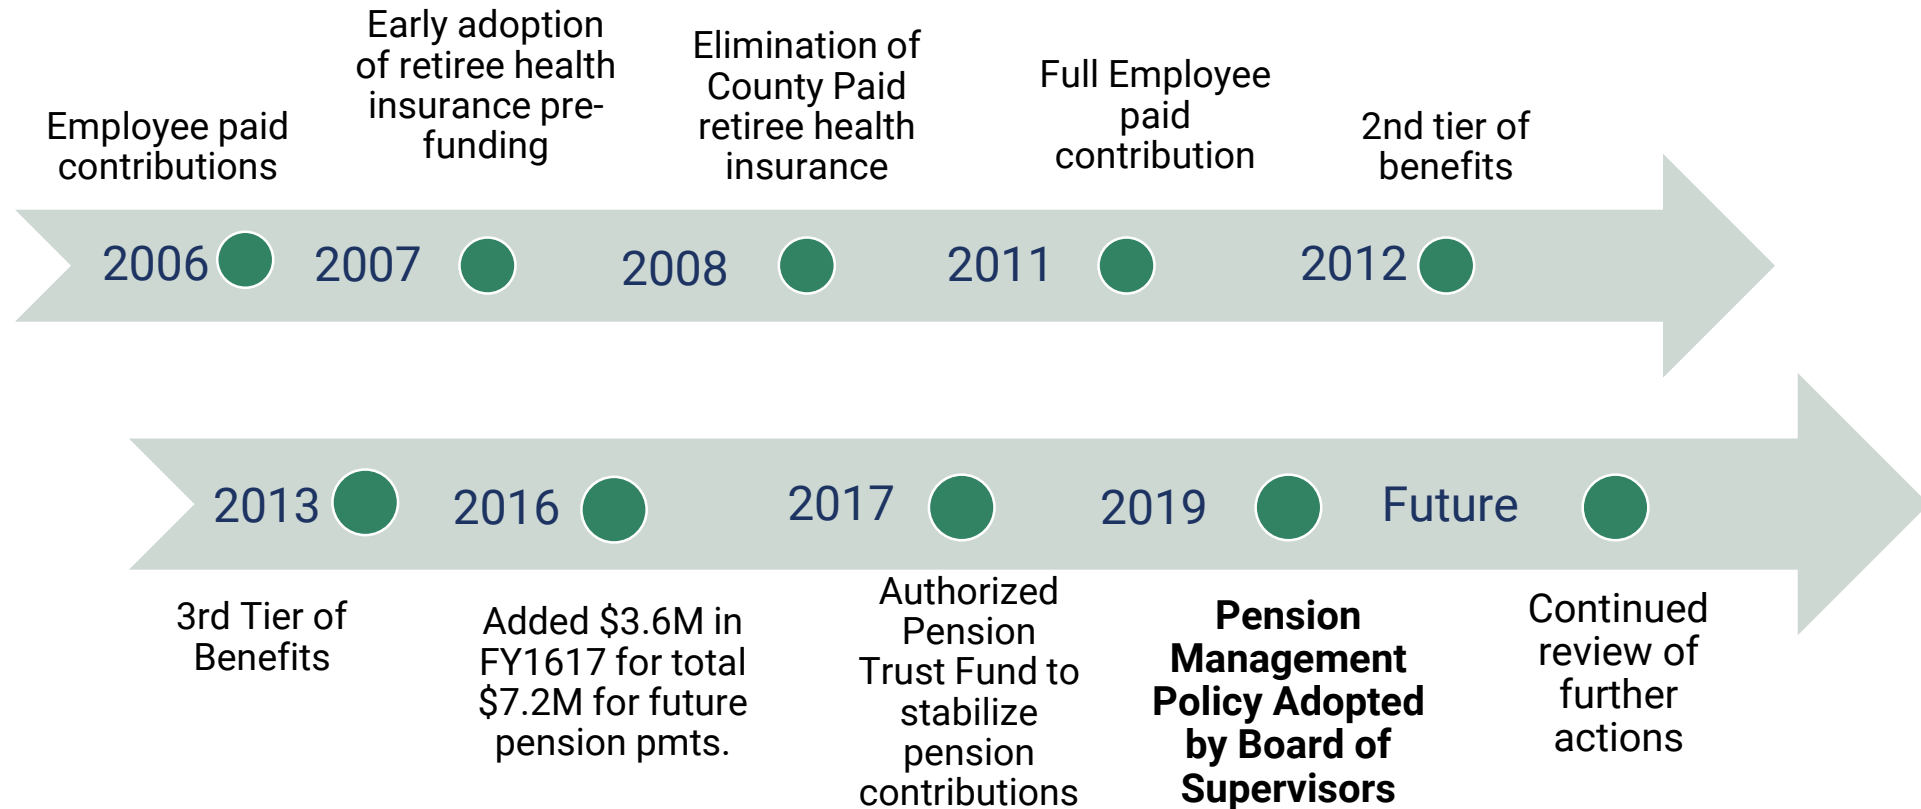 Employee paid
contributions
Early adoption
of retiree health
insurance pre-
funding
Elimination of
County Paid
retiree health
insurance
Full Employee
paid
contribution
2nd tier of
benefits
2006
2007
2008
2011
2012
2013
2016
2017
2019
Future
3rd Tier of
Benefits
Added $3.6M in
FY1617 for total
$7.2M for future
pension pmts.
Authorized
Pension
Trust Fund to
stabilize
pension
contributions
Pension
Management
Policy Adopted
by Board of
Supervisors
Continued
review of
further
actions